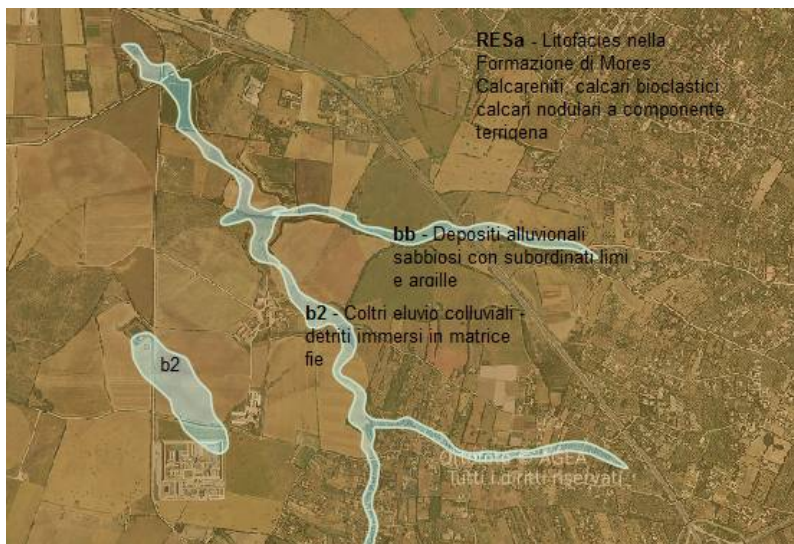 RESa - Litofacies nella
Formazione di Mores
Calcareniti, calcari bioclastici
calcari nodulari a componente
terrigena
bb - Depositi alluvionali
sabbiosi con subordinati limi
e argille
b2 - Coltri eluvio colluviali -
detriti immersi in matrice
fie
b2
Tutti i diritti riservati